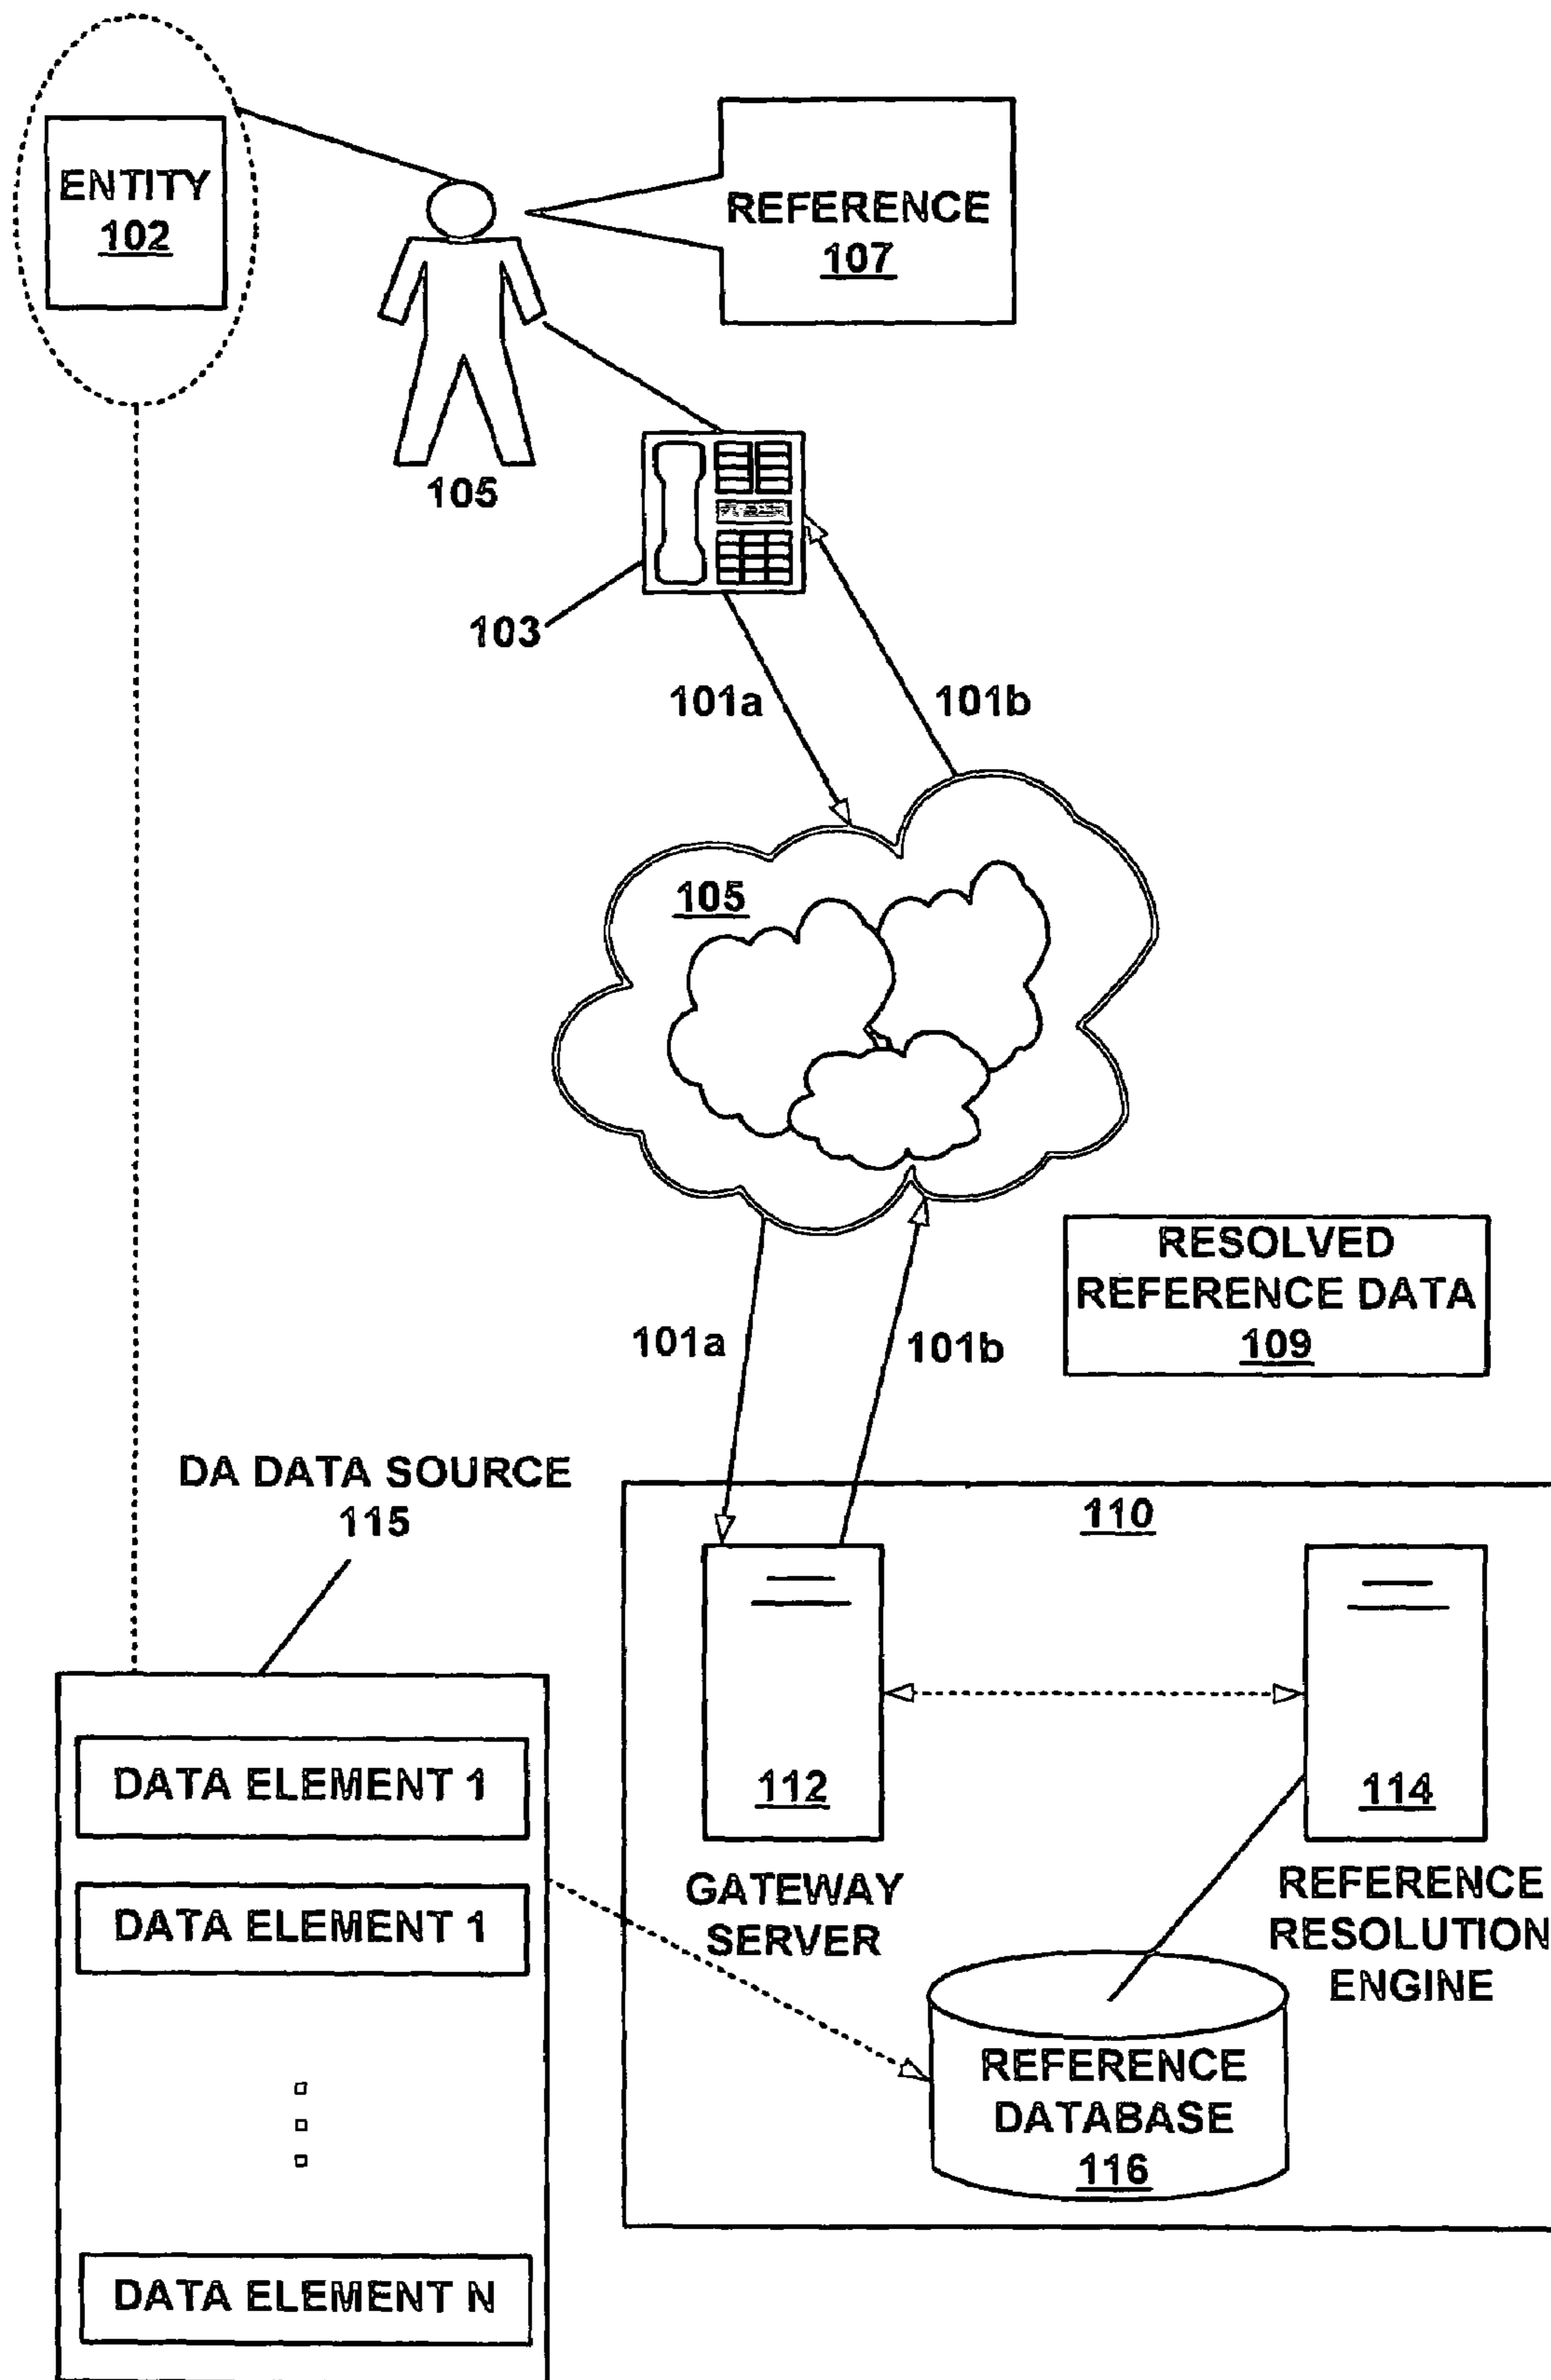 ENTITY
102
REFERENCE
107
105
103
101a
101b
105
RESOLVED
REFERENCE DATA
109
101a
101b
DA DATA SOURCE
115
110
DATA ELEMENT 1
112
114
GATEWAY
SERVER
REFERENCE
RESOLUTION
ENGINE
DATA ELEMENT 1
REFERENCE
DATABASE
116
DATA ELEMENT N